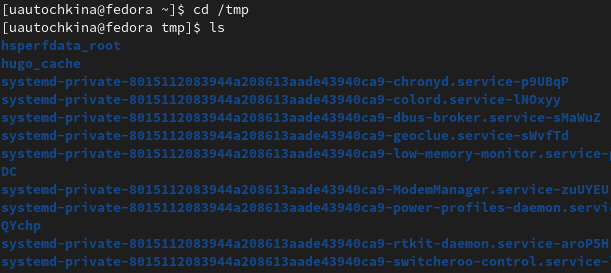 [uautochkina@fedora ~]$ cd /tmp
[uautochkina@fedora tmp]$ ls
hsperfdata_root
hugo_cache
systemd-private-8015112083944a208613aade43940ca9-chronyd.service-p9UBqP
systemd-private-8015112083944a208613aade43940ca9-colord.service-lNOxyy
systemd-private-8015112083944a208613aade43940ca9-dbus-broker.service-sMaWuZ
systemd-private-8015112083944a208613aade43940ca9-geoclue.service-sWvfTd
systemd-private-8015112083944a208613aade43940ca9-low-memory-monitor.service-
DC
systemd-private-8015112083944a208613aade43940ca9-ModemManager.service-zuUYEU
systemd-private-8015112083944a208613aade43940ca9-power-profiles-daemon.servi
QYchp
systemd-private-8015112083944a208613aade43940ca9-rtkit-daemon.service-aroP5H
systemd-private-8015112083944a208613aade43940ca9-switcheroo-control.service-